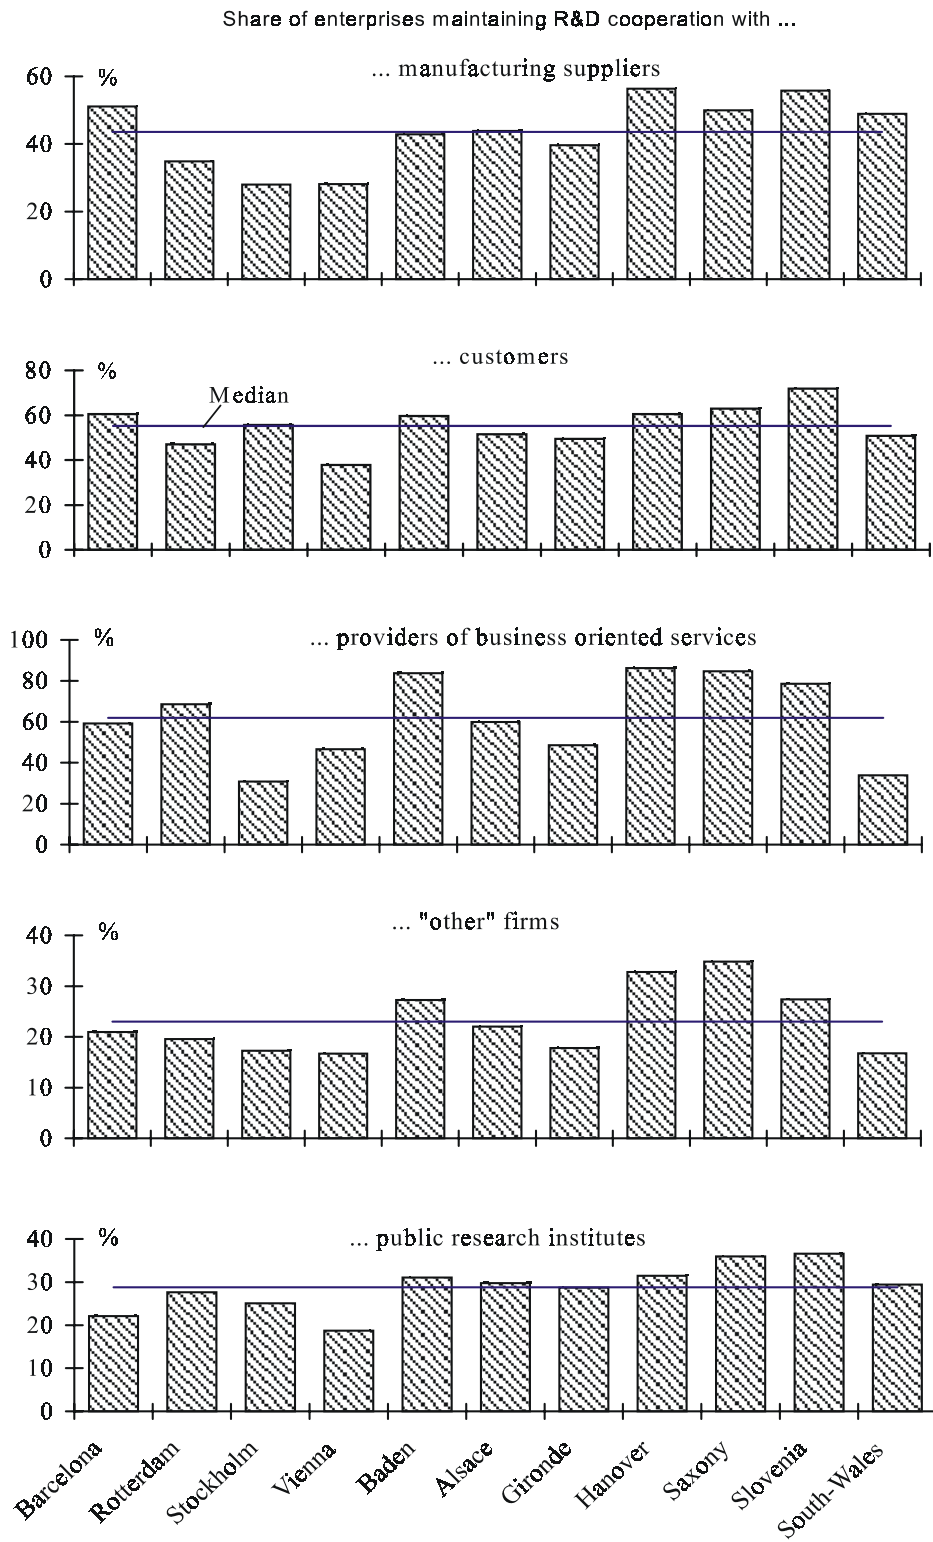 Share of enterprises maintaining R&D cooperation with ...
... manufacturing suppliers
%
60
40
20
0
... customers
%
Median
80
60
40
20
0
... providers of business oriented services
%
100
80
60
40
20
0
... "other" firms
%
40
30
20
10
0
... public research institutes
%
40
30
20
10
0
Barcelona
Rotterdam
Stockholm
Vienna
Baden
Alsace
Gironde
Hanover
Saxony
Slovenia
South-Wales